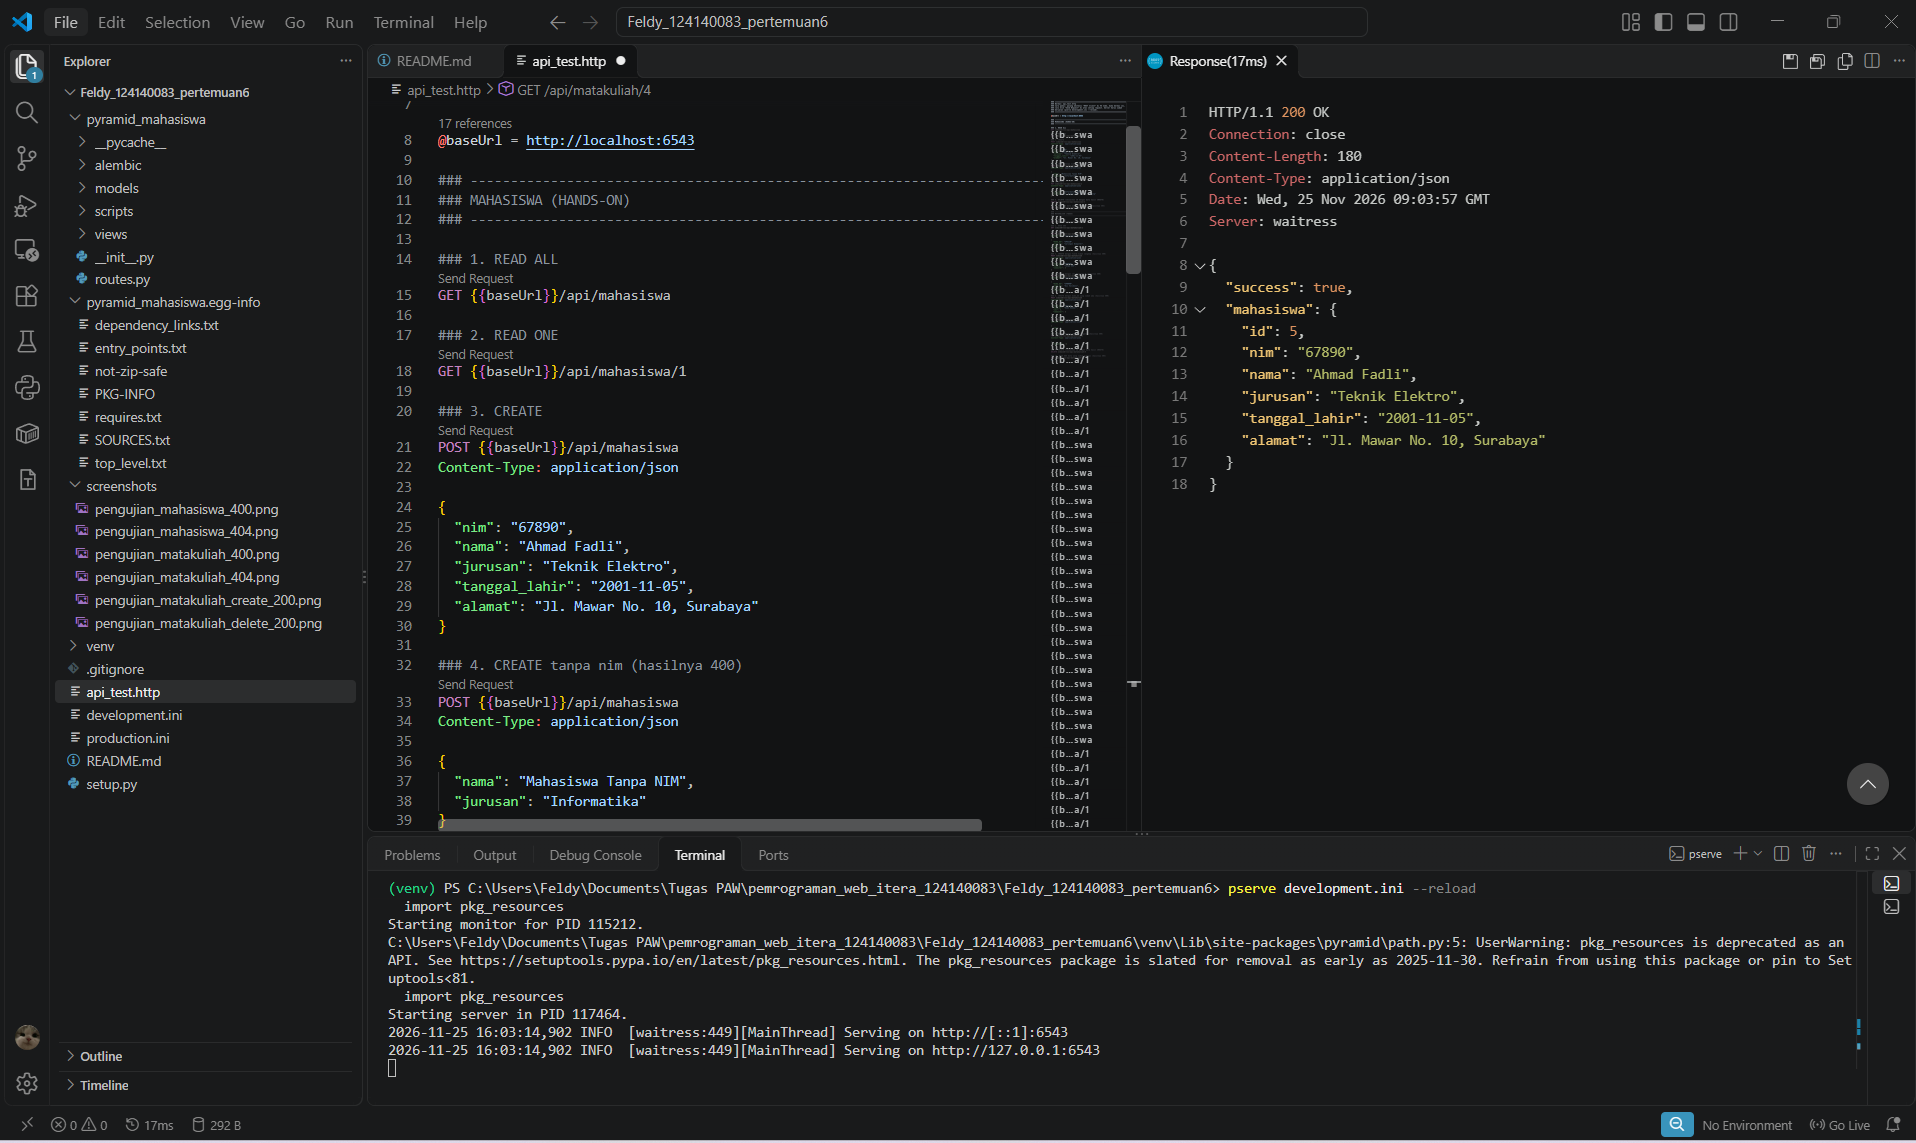 File Edit Selection View Go Run Terminal Help
Feldy_124140083_pertemuan6
Explorer
1
Feldy_124140083_pertemuan6
pyramid_mahasiswa
__pycache__
alembic
models
scripts
views
__init__.py
routes.py
pyramid_mahasiswa.egg-info
dependency_links.txt
entry_points.txt
not-zip-safe
PKG-INFO
requires.txt
SOURCES.txt
top_level.txt
screenshots
pengujian_mahasiswa_400.png
pengujian_mahasiswa_404.png
pengujian_matakuliah_400.png
pengujian_matakuliah_404.png
pengujian_matakuliah_create_200.png
pengujian_matakuliah_delete_200.png
venv
.gitignore
api_test.http
development.ini
production.ini
README.md
setup.py
Outline
Timeline
README.md
api_test.http
api_test.http > GET /api/matakuliah/4
7
17 references
8 @baseUrl = http://localhost:6543
9
10 ### ------------------------------------------------------------------------
11 ### MAHASISWA (HANDS-ON)
12 ### ------------------------------------------------------------------------
13
14 ### 1. READ ALL
Send Request
15 GET {{baseUrl}}/api/mahasiswa
16
17 ### 2. READ ONE
Send Request
18 GET {{baseUrl}}/api/mahasiswa/1
19
20 ### 3. CREATE
Send Request
21 POST {{baseUrl}}/api/mahasiswa
22 Content-Type: application/json
23
24 {
25 "nim": "67890",
26 "nama": "Ahmad Fadli",
27 "jurusan": "Teknik Elektro",
28 "tanggal_lahir": "2001-11-05",
29 "alamat": "Jl. Mawar No. 10, Surabaya"
30 }
31
32 ### 4. CREATE tanpa nim (hasilnya 400)
Send Request
33 POST {{baseUrl}}/api/mahasiswa
34 Content-Type: application/json
35
36 {
37 "nama": "Mahasiswa Tanpa NIM",
38 "jurusan": "Informatika"
39 }
Response(17ms)
1 HTTP/1.1 200 OK
2 Connection: close
3 Content-Length: 180
4 Content-Type: application/json
5 Date: Wed, 25 Nov 2026 09:03:57 GMT
6 Server: waitress
7
8 {
9 "success": true,
10 "mahasiswa": {
11 "id": 5,
12 "nim": "67890",
13 "nama": "Ahmad Fadli",
14 "jurusan": "Teknik Elektro",
15 "tanggal_lahir": "2001-11-05",
16 "alamat": "Jl. Mawar No. 10, Surabaya"
17 }
18 }
Problems Output Debug Console Terminal Ports
pserve
(venv) PS C:\Users\Feldy\Documents\Tugas PAW\pemrograman_web_itera_124140083\Feldy_124140083_pertemuan6> pserve development.ini --reload
import pkg_resources
Starting monitor for PID 115212.
C:\Users\Feldy\Documents\Tugas PAW\pemrograman_web_itera_124140083\Feldy_124140083_pertemuan6\venv\Lib\site-packages\pyramid\path.py:5: UserWarning: pkg_resources is deprecated as an
API. See https://setuptools.pypa.io/en/latest/pkg_resources.html. The pkg_resources package is slated for removal as early as 2025-11-30. Refrain from using this package or pin to Set
uptools<81.
import pkg_resources
Starting server in PID 117464.
2026-11-25 16:03:14,902 INFO [waitress:449][MainThread] Serving on http://[::1]:6543
2026-11-25 16:03:14,902 INFO [waitress:449][MainThread] Serving on http://127.0.0.1:6543
0 0 17ms 292 B
No Environment Go Live